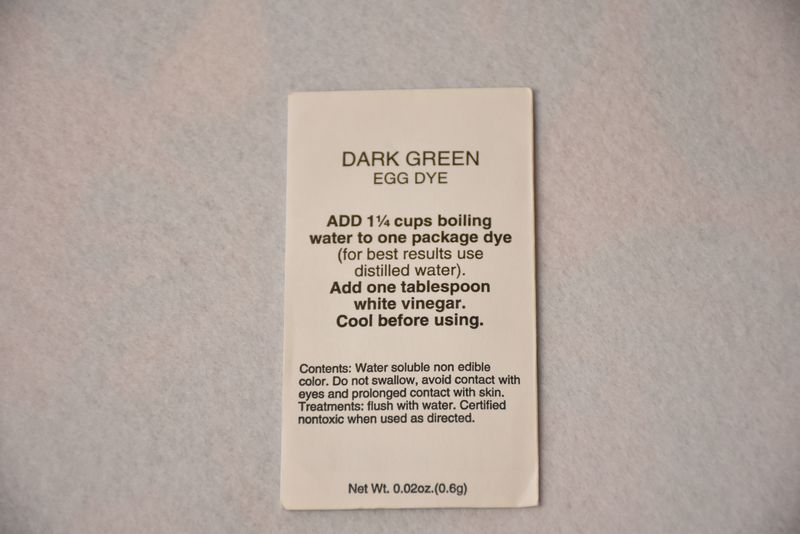 DARK GREEN
EGG DYE
ADD 1¼ cups boiling
water to one package dye
(for best results use
distilled water).
Add one tablespoon
white vinegar.
Cool before using.
Contents: Water soluble non edible
color. Do not swallow, avoid contact with
eyes and prolonged contact with skin.
Treatments: flush with water. Certified
nontoxic when used as directed.
Net Wt. 0.02oz.(0.6g)